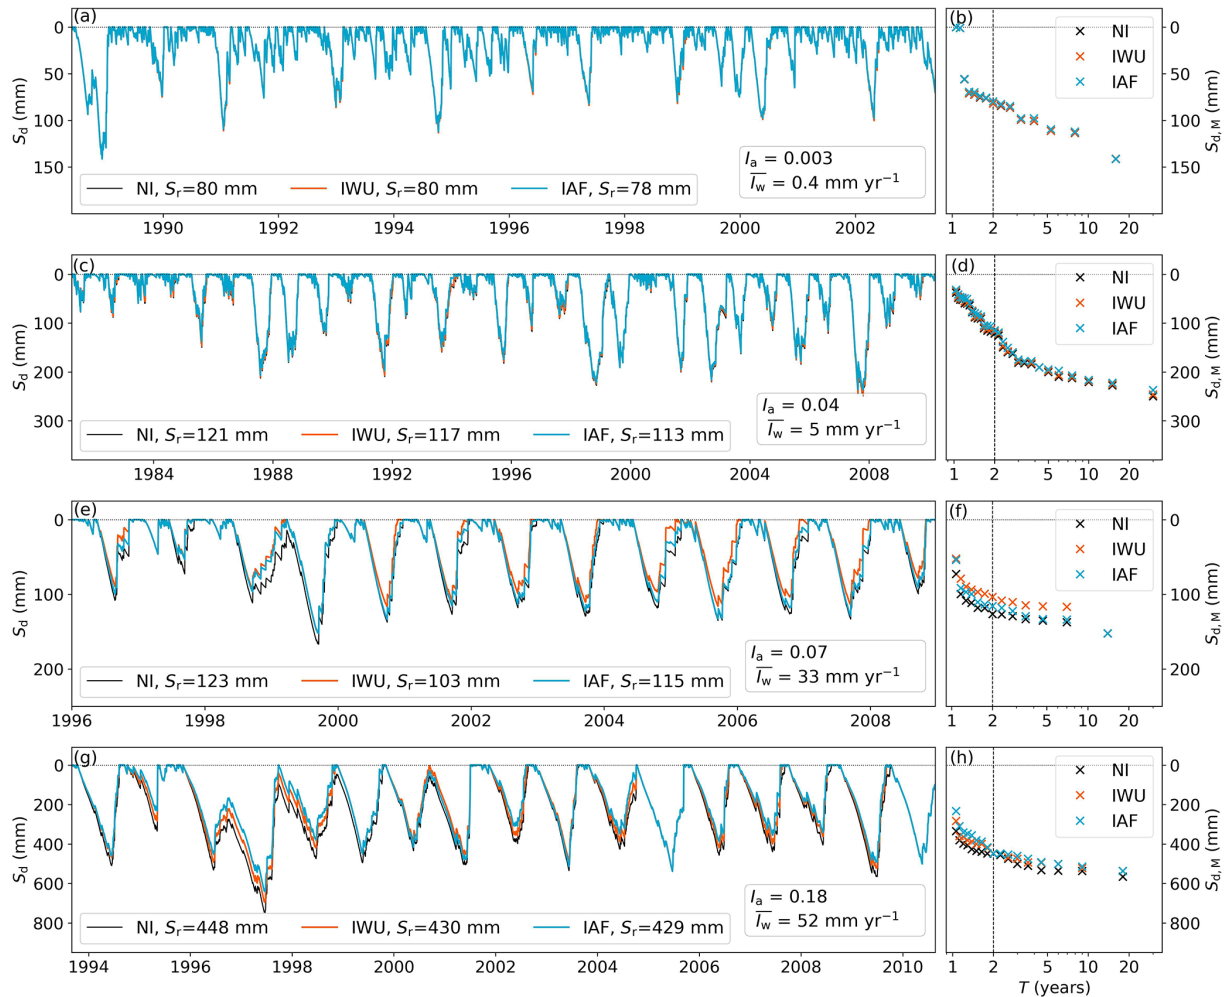 (a)
0
50
100
150
S_d (mm)
NI, S_r=80 mm IWU, S_r=80 mm IAF, S_r=78 mm
I_a = 0.003
I̅_w̅ = 0.4 mm yr⁻¹
1990 1992 1994 1996 1998 2000 2002
(b)
NI
IWU
IAF
0
50
100
150
S_d,M (mm)
1 2 5 10 20
(c)
0
100
200
300
S_d (mm)
NI, S_r=121 mm IWU, S_r=117 mm IAF, S_r=113 mm
I_a = 0.04
I̅_w̅ = 5 mm yr⁻¹
1984 1988 1992 1996 2000 2004 2008
(d)
NI
IWU
IAF
0
100
200
300
S_d,M (mm)
1 2 5 10 20
(e)
0
100
200
S_d (mm)
NI, S_r=123 mm IWU, S_r=103 mm IAF, S_r=115 mm
I_a = 0.07
I̅_w̅ = 33 mm yr⁻¹
1996 1998 2000 2002 2004 2006 2008
(f)
NI
IWU
IAF
0
100
200
S_d,M (mm)
1 2 5 10 20
(g)
0
200
400
600
800
S_d (mm)
NI, S_r=448 mm IWU, S_r=430 mm IAF, S_r=429 mm
I_a = 0.18
I̅_w̅ = 52 mm yr⁻¹
1994 1996 1998 2000 2002 2004 2006 2008 2010
(h)
NI
IWU
IAF
0
200
400
600
800
S_d,M (mm)
1 2 5 10 20
T (years)